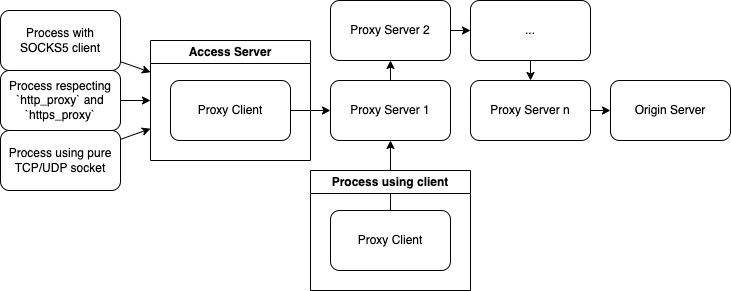 Process with
SOCKS5 client
Process respecting
`http_proxy` and
`https_proxy`
Process using pure
TCP/UDP socket
Access Server
Proxy Client
Proxy Server 1
Proxy Server 2
...
Proxy Server n
Origin Server
Process using client
Proxy Client